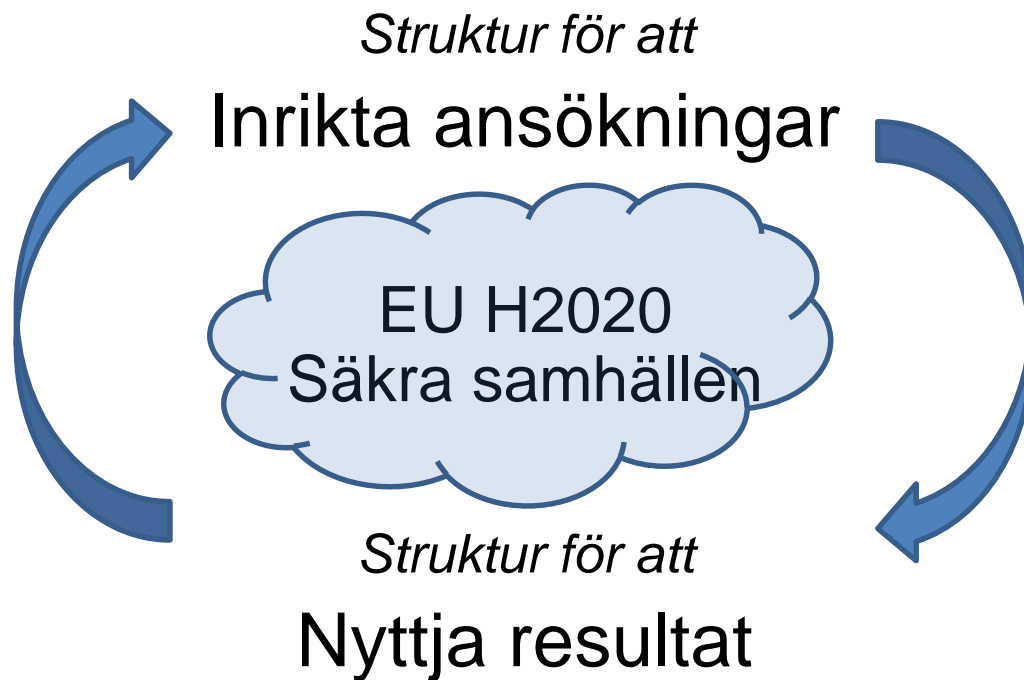 Struktur för att
Inrikta ansökningar
EU H2020
Säkra samhällen
Struktur för att
Nyttja resultat